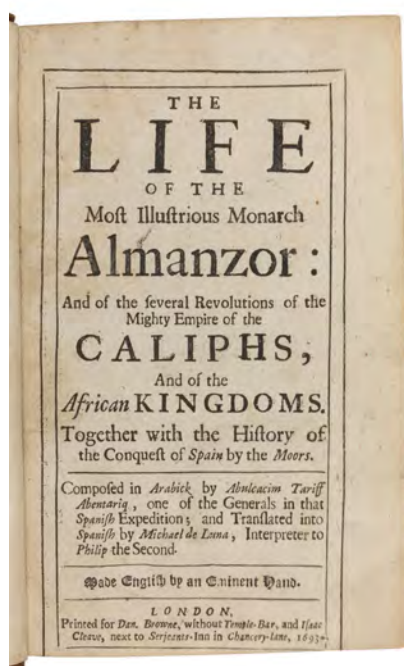 THE
LIFE
OF THE
Moſt Illuſtrious Monarch
Almanzor :
And of the ſeveral Revolutions of the
Mighty Empire of the
CALIPHS,
And of the
African KINGDOMS.
Together with the Hiſtory of
the Conqueſt of Spain by the Moors.
Compoſed in Arabick by Abulcacim Tariff
Abentariq, one of the Generals in that
Spaniſh Expedition; and Tranſlated into
Spaniſh by Michael de Luna, Interpreter to
Philip the Second.
Made Engliſh by an Eminent Hand.
LONDON,
Printed for Dan. Browne, without Temple-Bar, and Iſaac
Cleave, next to Serjeants-Inn in Chancery-lane, 1693.